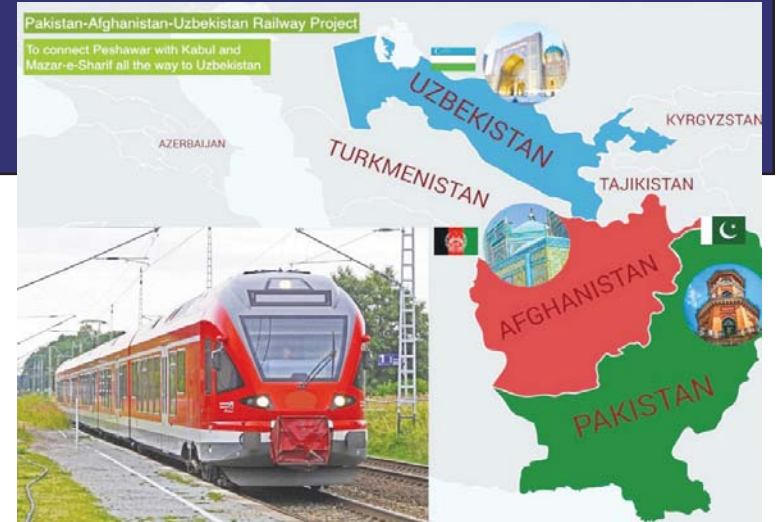 Pakistan-Afghanistan-Uzbekistan Railway Project
To connect Peshawar with Kabul and
Mazar-e-Sharif all the way to Uzbekistan
UZBEKISTAN
KYRGYZSTAN
AZERBAIJAN
TURKMENISTAN
TAJIKISTAN
AFGHANISTAN
PAKISTAN
1